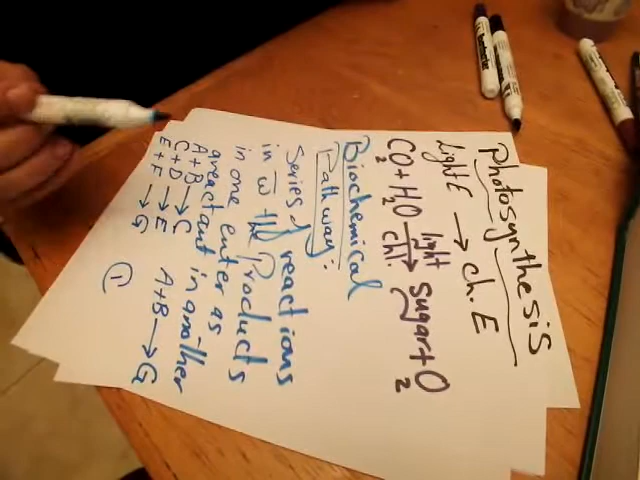 Photosynthesis
light E → ch. E
CO2 + H2O light → chl. Sugar + O2
Biochemical
Pathway:
Series of reactions
in w the Products
in one enter as
a reactant in another
A+B → C A+B → G
C+D → E
E+F → G ①